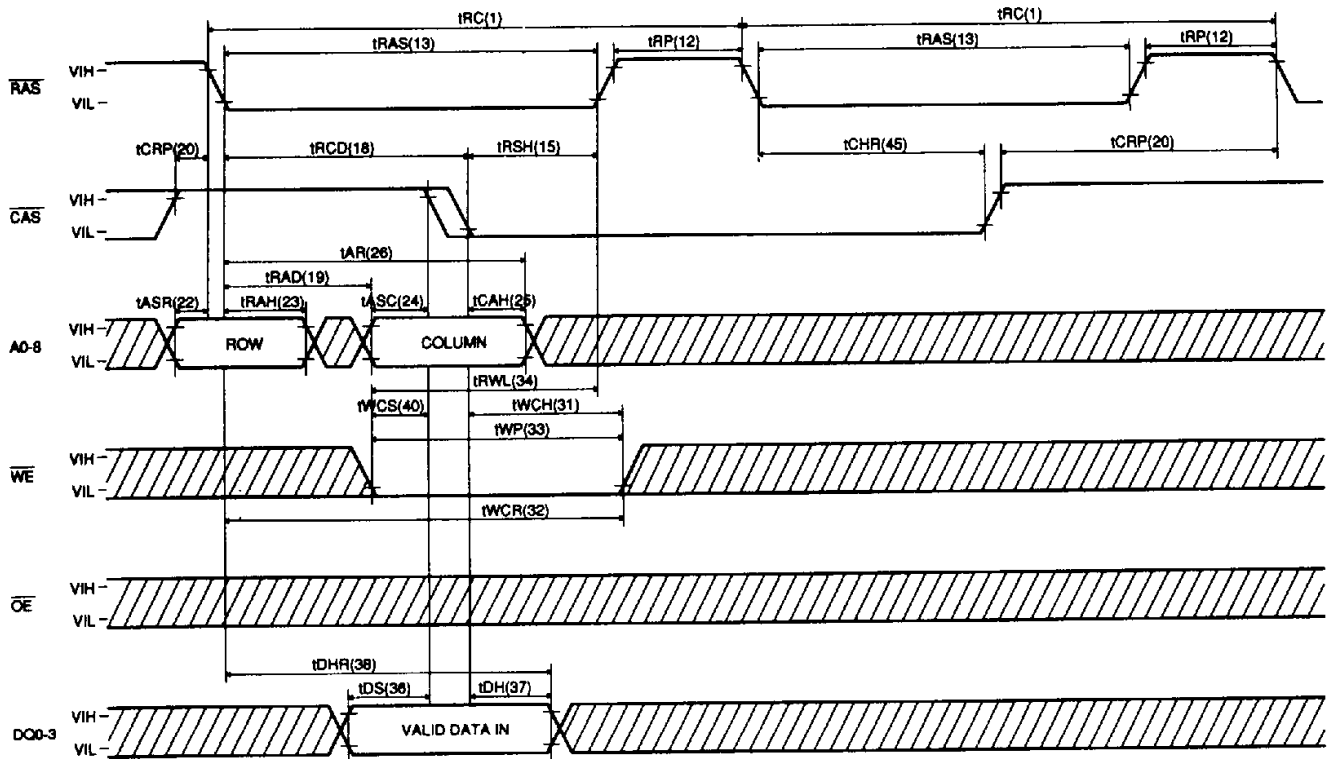 tRC(1) tRC(1)
tRAS(13) tRP(12) tRAS(13) tRP(12)
RAS VIH VIL
tCRP(20) tRCD(18) tRSH(15) tCHR(45) tCRP(20)
CAS VIH VIL
tAR(26)
tRAD(19)
tASR(22) tRAH(23) tASC(24) tCAH(25)
A0-8 VIH VIL
ROW COLUMN
tRWL(34)
tWCS(40) tWCH(31)
tWP(33)
WE VIH VIL
tWCR(32)
OE VIH VIL
tDHR(38)
tDS(36) tDH(37)
DQ0-3 VIH VIL
VALID DATA IN